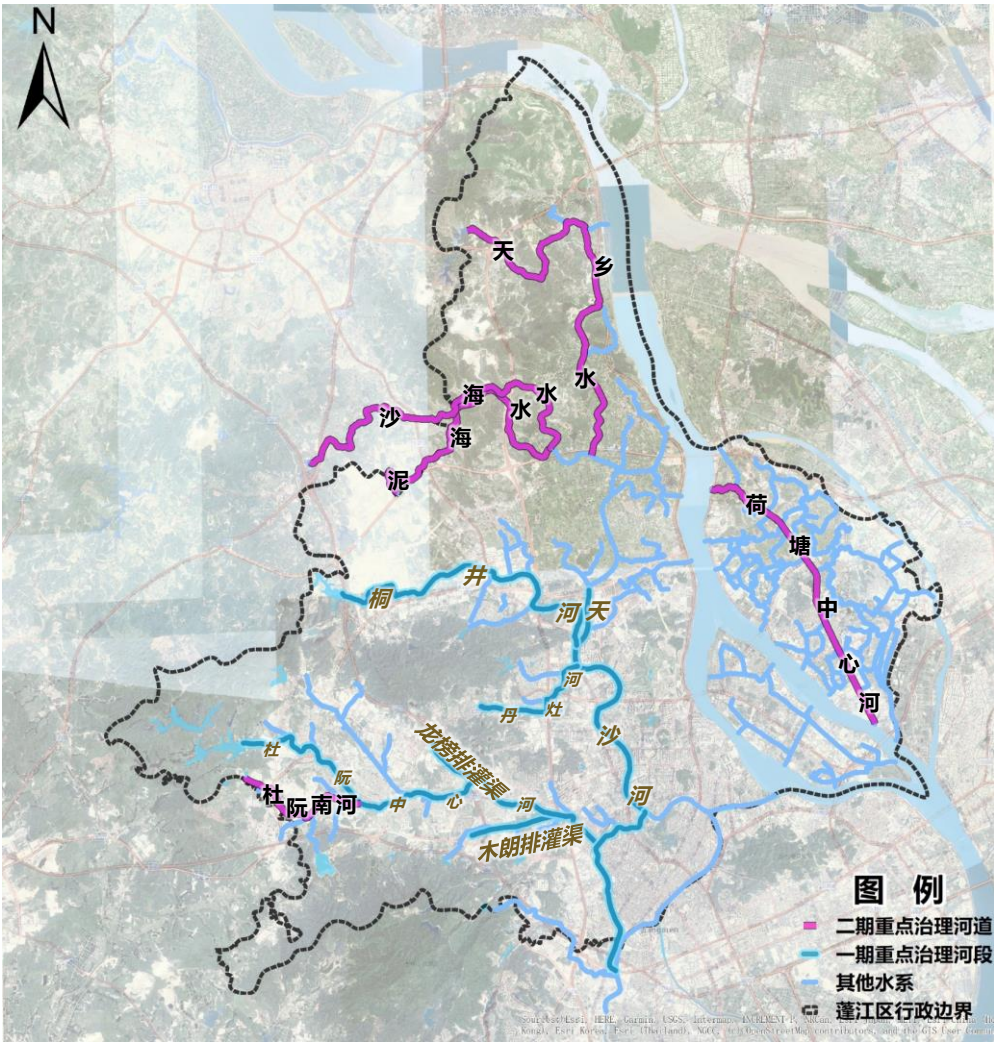 N
天
乡
水
沙
海
水
水
海
泥
荷
塘
中
心
河
桐
井
河
天
河
丹
灶
沙
河
龙榜排灌渠
杜
阮
中
心
河
杜阮南河
木朗排灌渠
图 例
二期重点治理河道
一期重点治理河段
其他水系
蓬江区行政边界